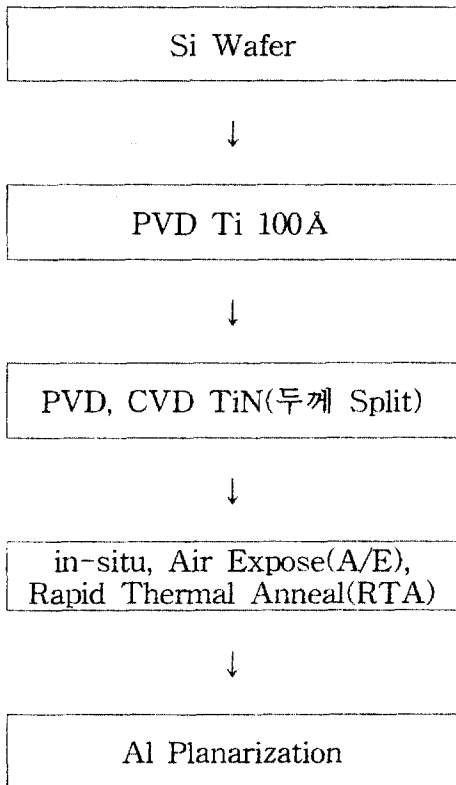 Si Wafer
↓
PVD Ti 100Å
↓
PVD, CVD TiN(두께 Split)
↓
in-situ, Air Expose(A/E),
Rapid Thermal Anneal(RTA)
↓
Al Planarization